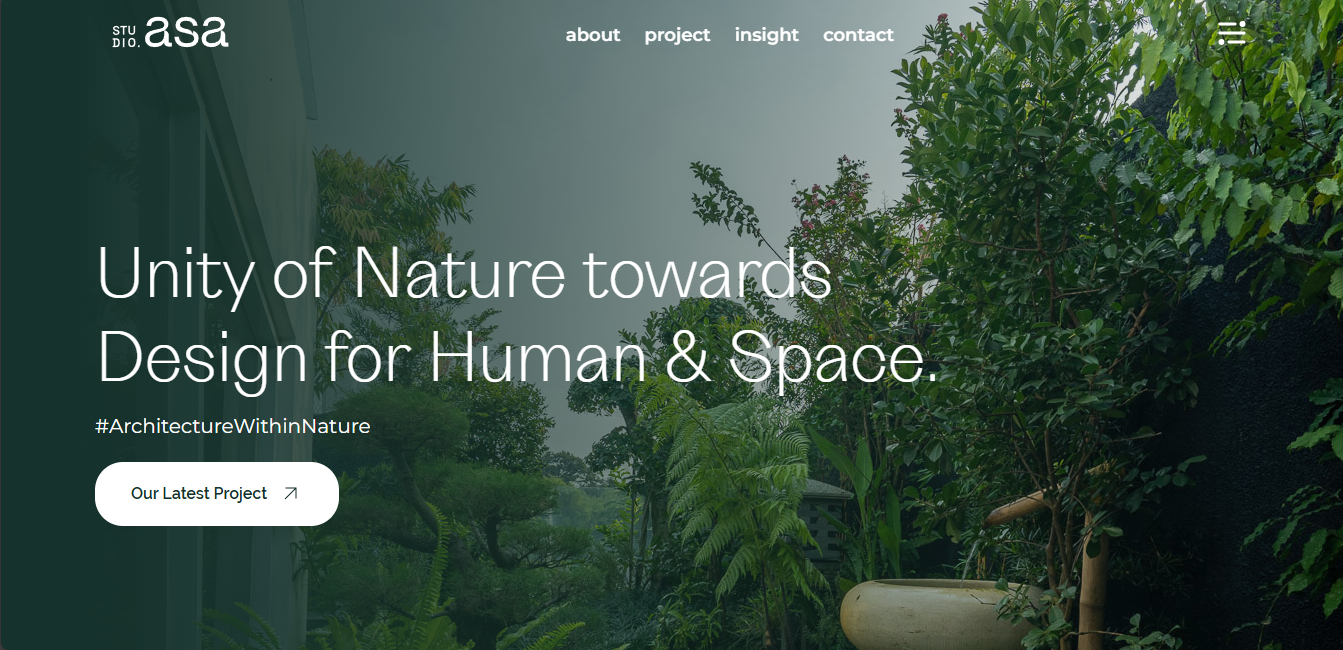 STU
DIO. asa
about project insight contact
Unity of Nature towards
Design for Human & Space.
#ArchitectureWithinNature
Our Latest Project